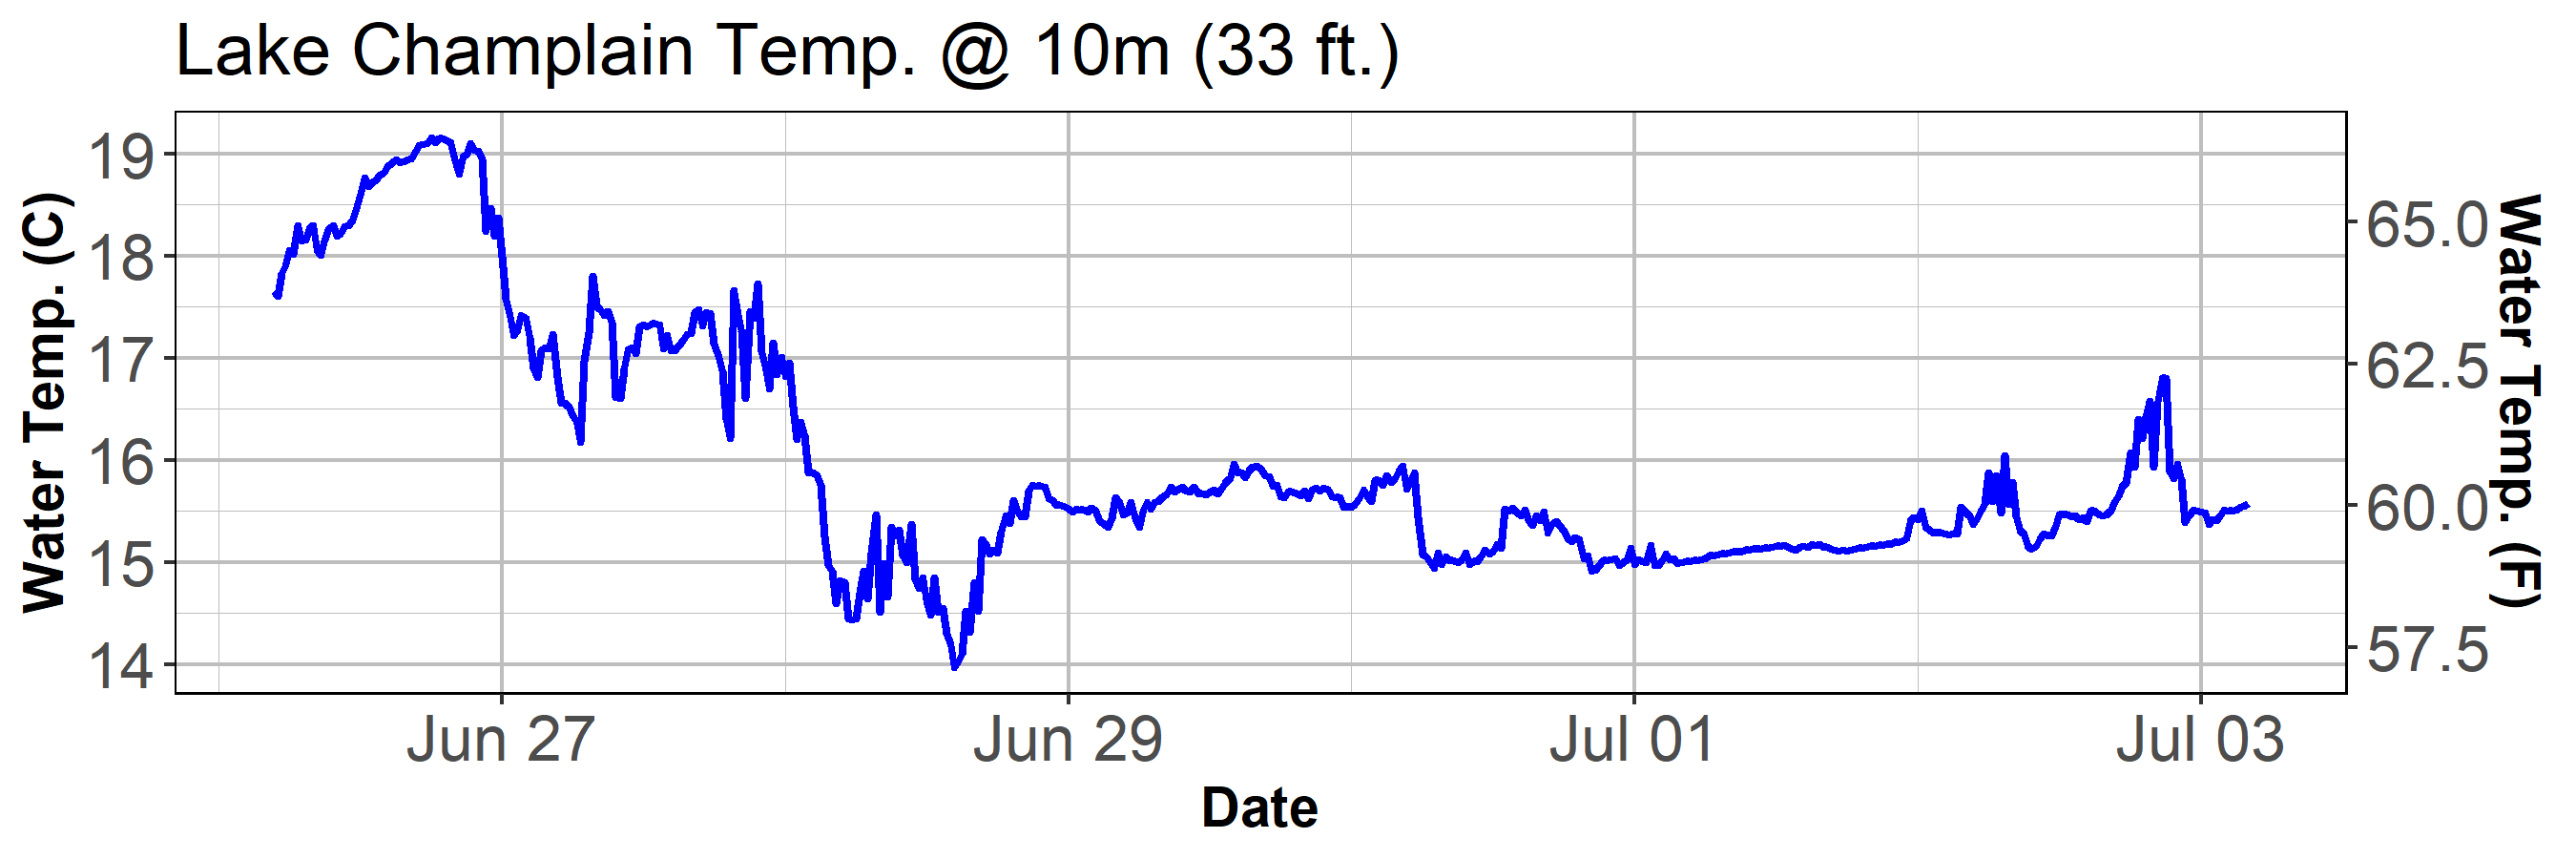 Lake Champlain Temp. @ 10m (33 ft.)
Water Temp. (C)
19
18
17
16
15
14
65.0
62.5
60.0
57.5
Water Temp. (F)
Jun 27
Jun 29
Jul 01
Jul 03
Date